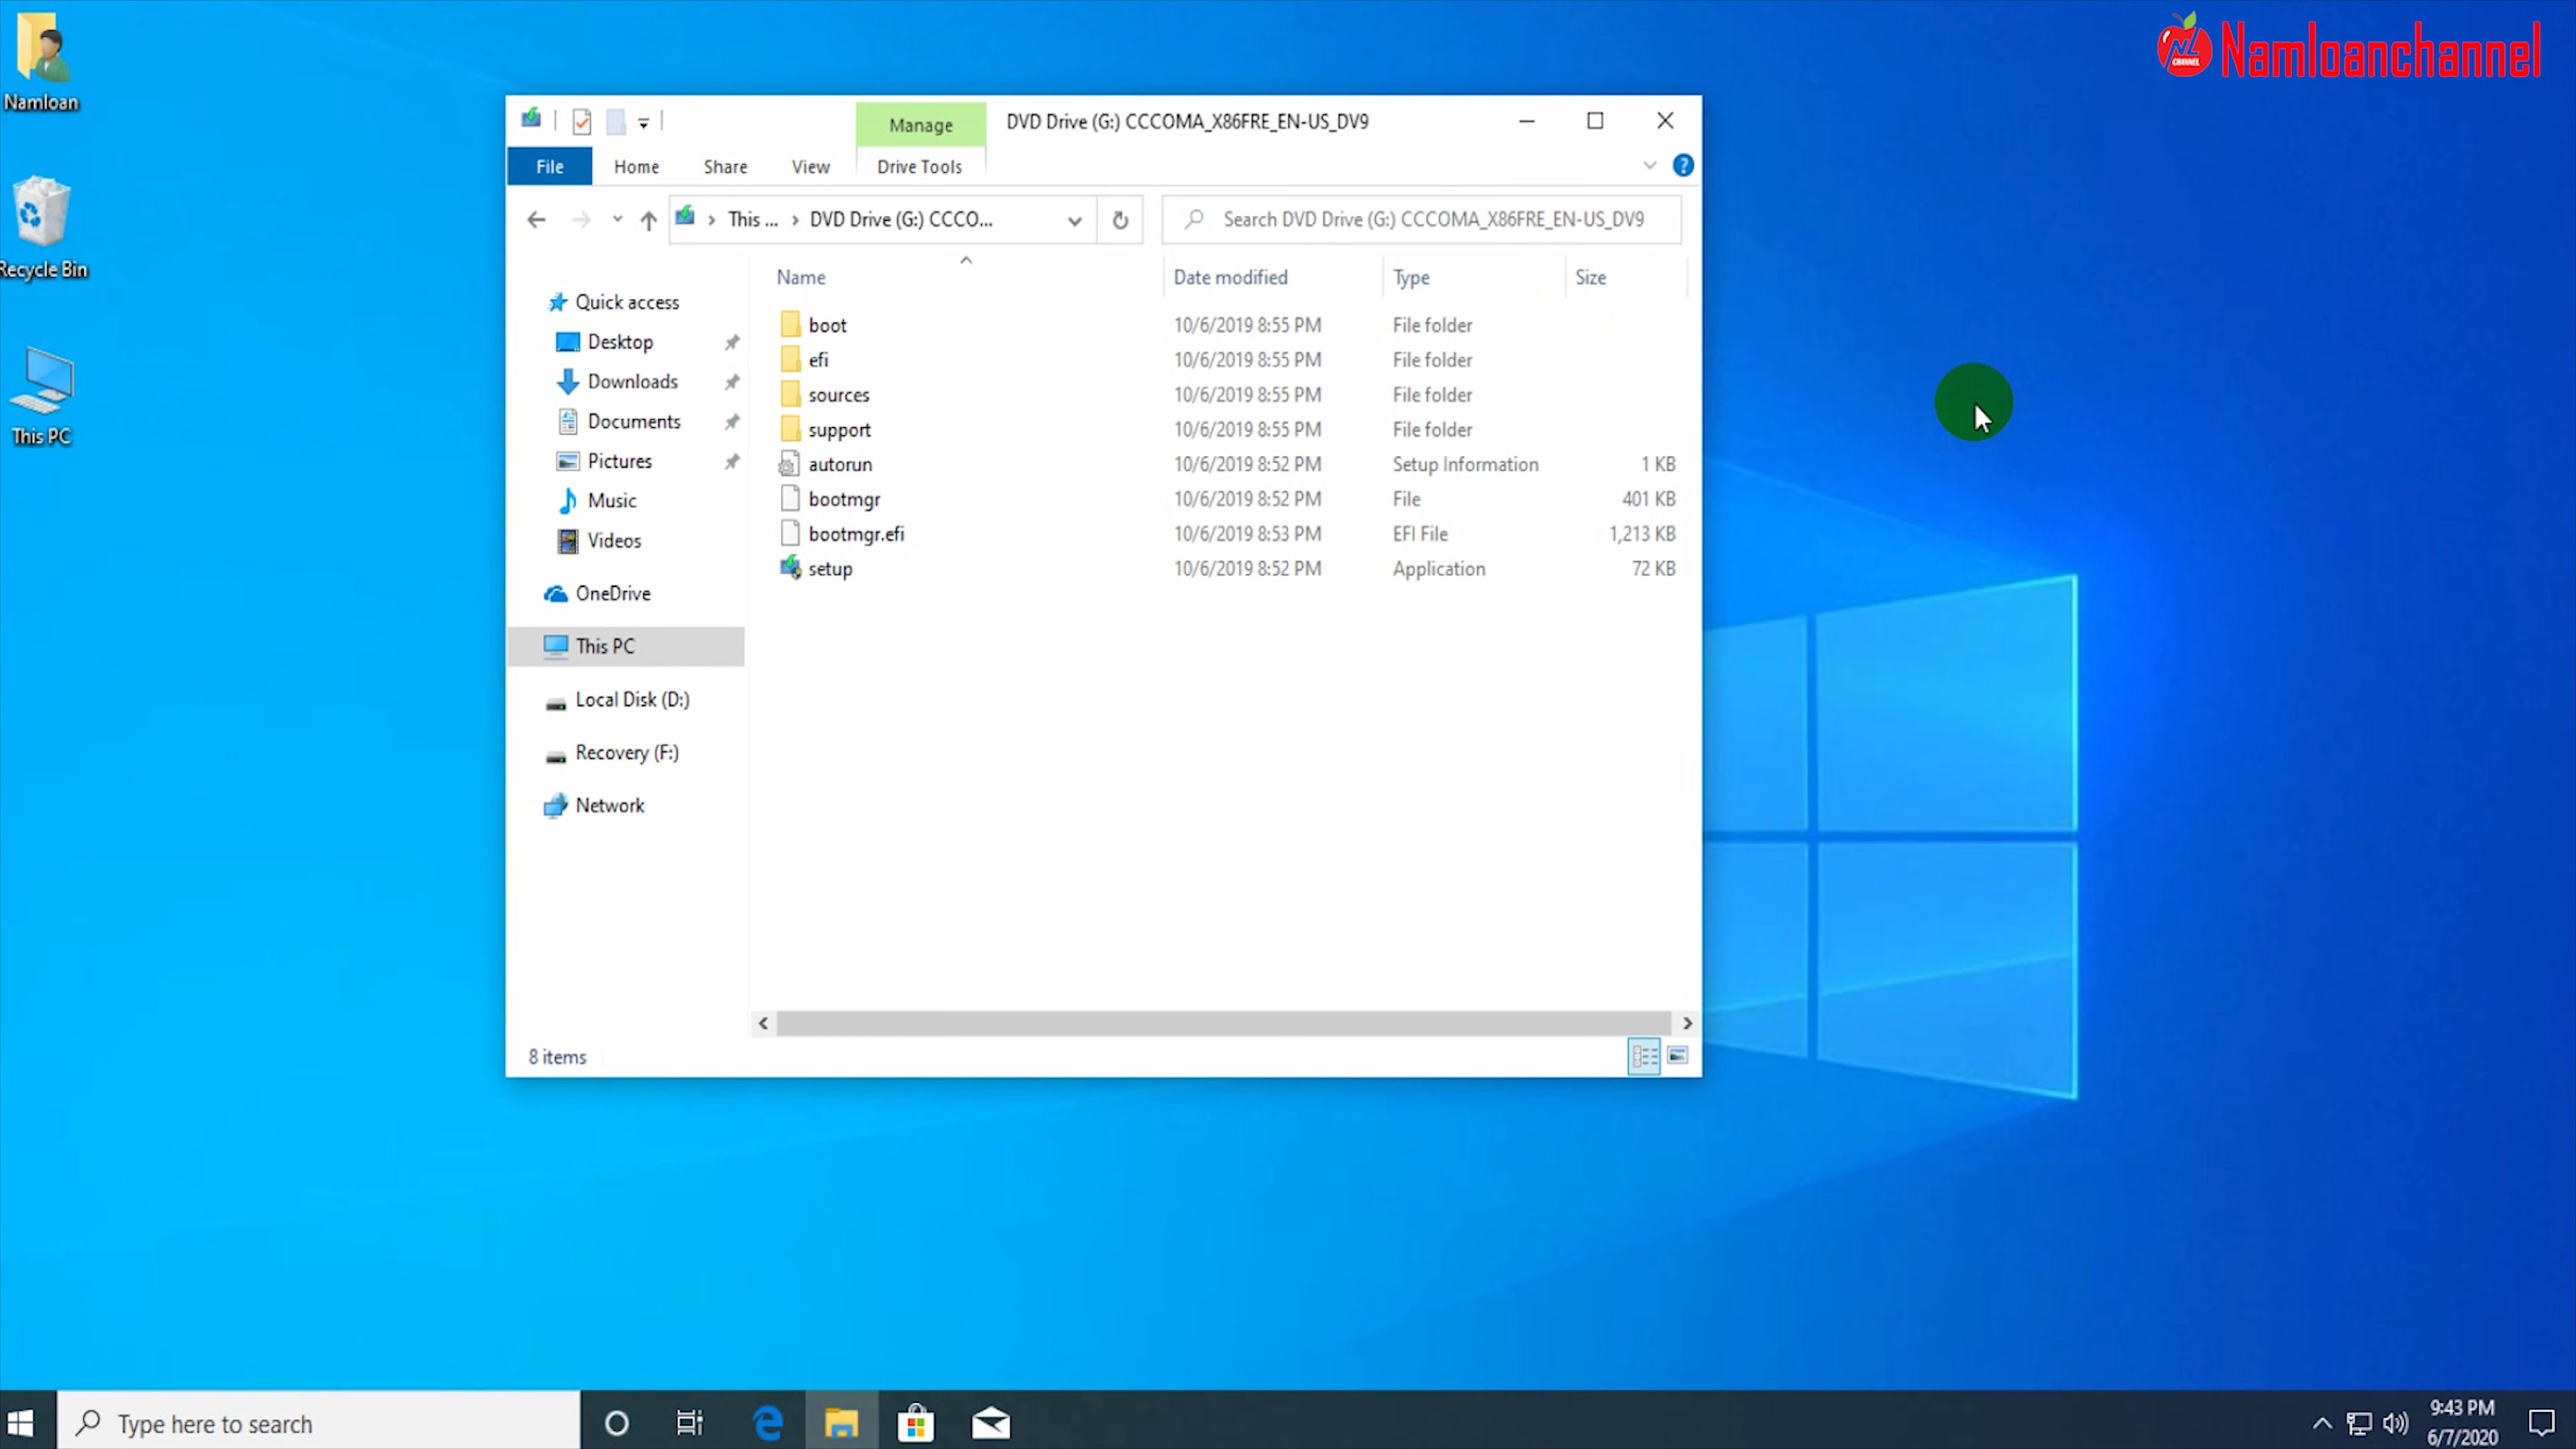 Namloanchannel
NL
CHANNEL
Namloan
Recycle Bin
This PC
Manage
DVD Drive (G:) CCCOMA_X86FRE_EN-US_DV9
File
Home
Share
View
Drive Tools
This ...
DVD Drive (G:) CCCO...
Search DVD Drive (G:) CCCOMA_X86FRE_EN-US_DV9
Quick access
Desktop
Downloads
Documents
Pictures
Music
Videos
OneDrive
This PC
Local Disk (D:)
Recovery (F:)
Network
Name Date modified Type Size
boot 10/6/2019 8:55 PM File folder
efi 10/6/2019 8:55 PM File folder
sources 10/6/2019 8:55 PM File folder
support 10/6/2019 8:55 PM File folder
autorun 10/6/2019 8:52 PM Setup Information 1 KB
bootmgr 10/6/2019 8:52 PM File 401 KB
bootmgr.efi 10/6/2019 8:53 PM EFI File 1,213 KB
setup 10/6/2019 8:52 PM Application 72 KB
8 items
Type here to search
9:43 PM
6/7/2020